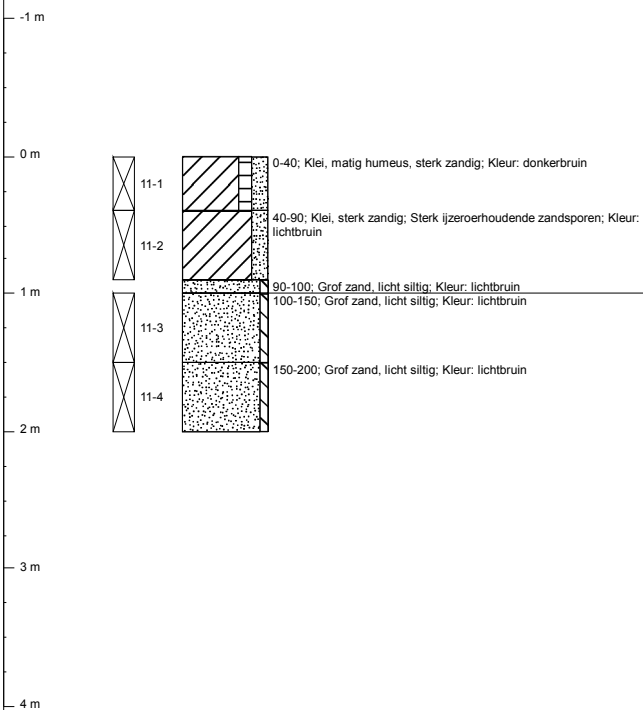 -1 m
0 m
0-40; Klei, matig humeus, sterk zandig; Kleur: donkerbruin
11-1
40-90; Klei, sterk zandig; Sterk ijzeroerhoudende zandsporen; Kleur:
lichtbruin
11-2
90-100; Grof zand, licht siltig; Kleur: lichtbruin
1 m
100-150; Grof zand, licht siltig; Kleur: lichtbruin
11-3
150-200; Grof zand, licht siltig; Kleur: lichtbruin
11-4
2 m
3 m
4 m